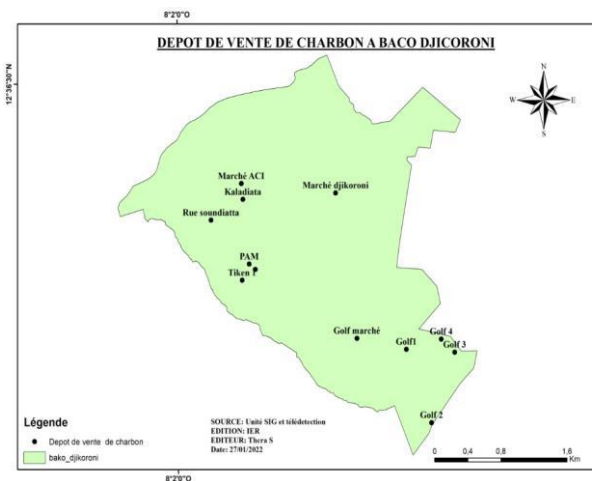 8°2'0"O
DEPOT DE VENTE DE CHARBON A BACO DJICORONI
12°36'30"N
N
W E
S
Marché ACI
Kaladiata
Marché djikoroni
Rue soundiatta
PAM
Tiken 1
Golf marché
Golf1
Golf 4
Golf 3
Golf 2
Légende
Depot de vente de charbon
bako_djikoroni
SOURCE: Unité SIG et télédetection
EDITION: IER
EDITEUR: Thera S
Date: 27/01/2022
0 0,4 0,8 1,6
Km
8°2'0"O